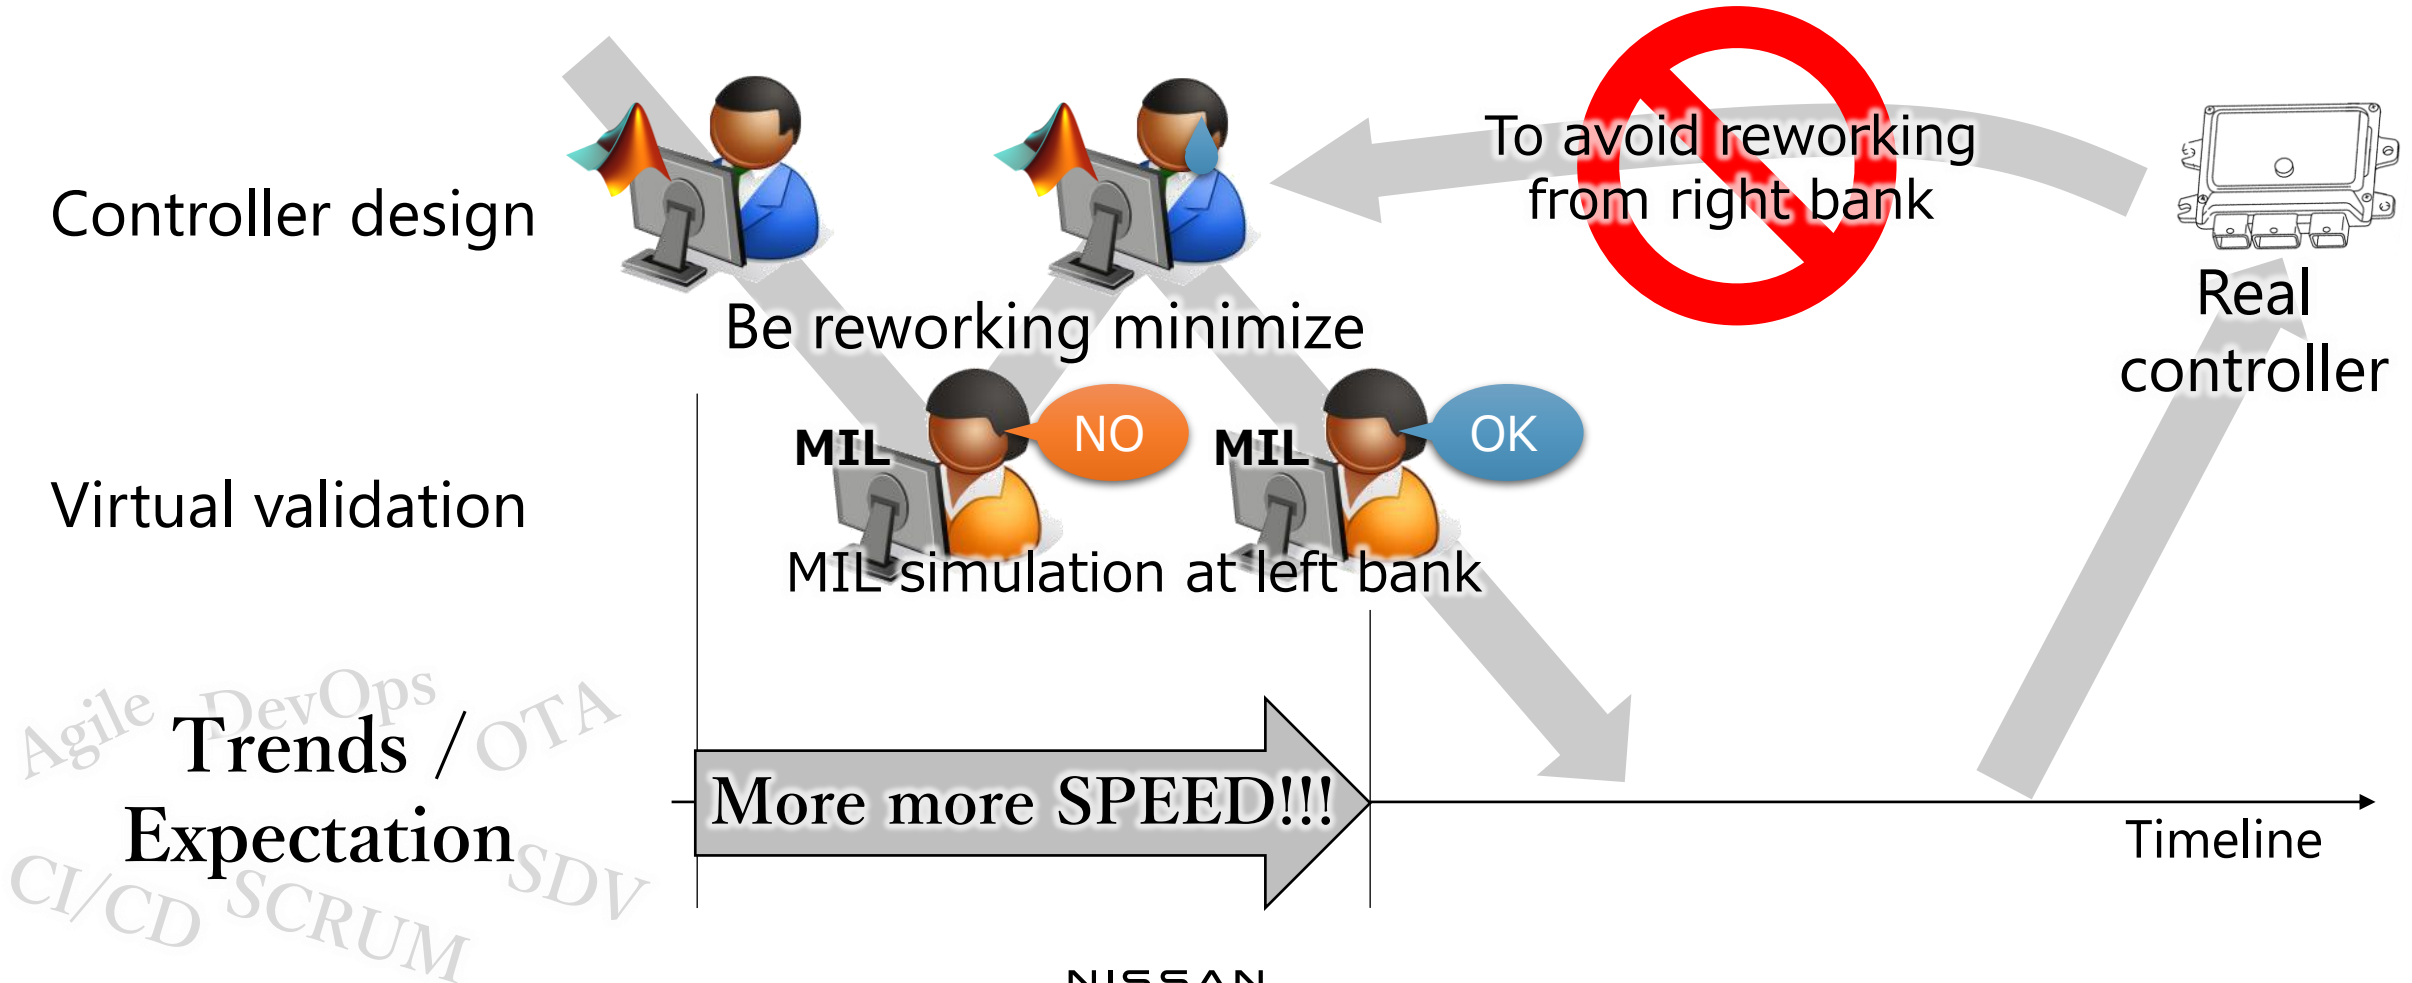 To avoid reworking
from right bank
Controller design
Real
controller
Be reworking minimize
MIL
NO
MIL
OK
Virtual validation
MIL simulation at left bank
Agile
DevOps
OTA
Trends /
Expectation
CI/CD
SCRUM
SDV
More more SPEED!!!
Timeline
NISSAN